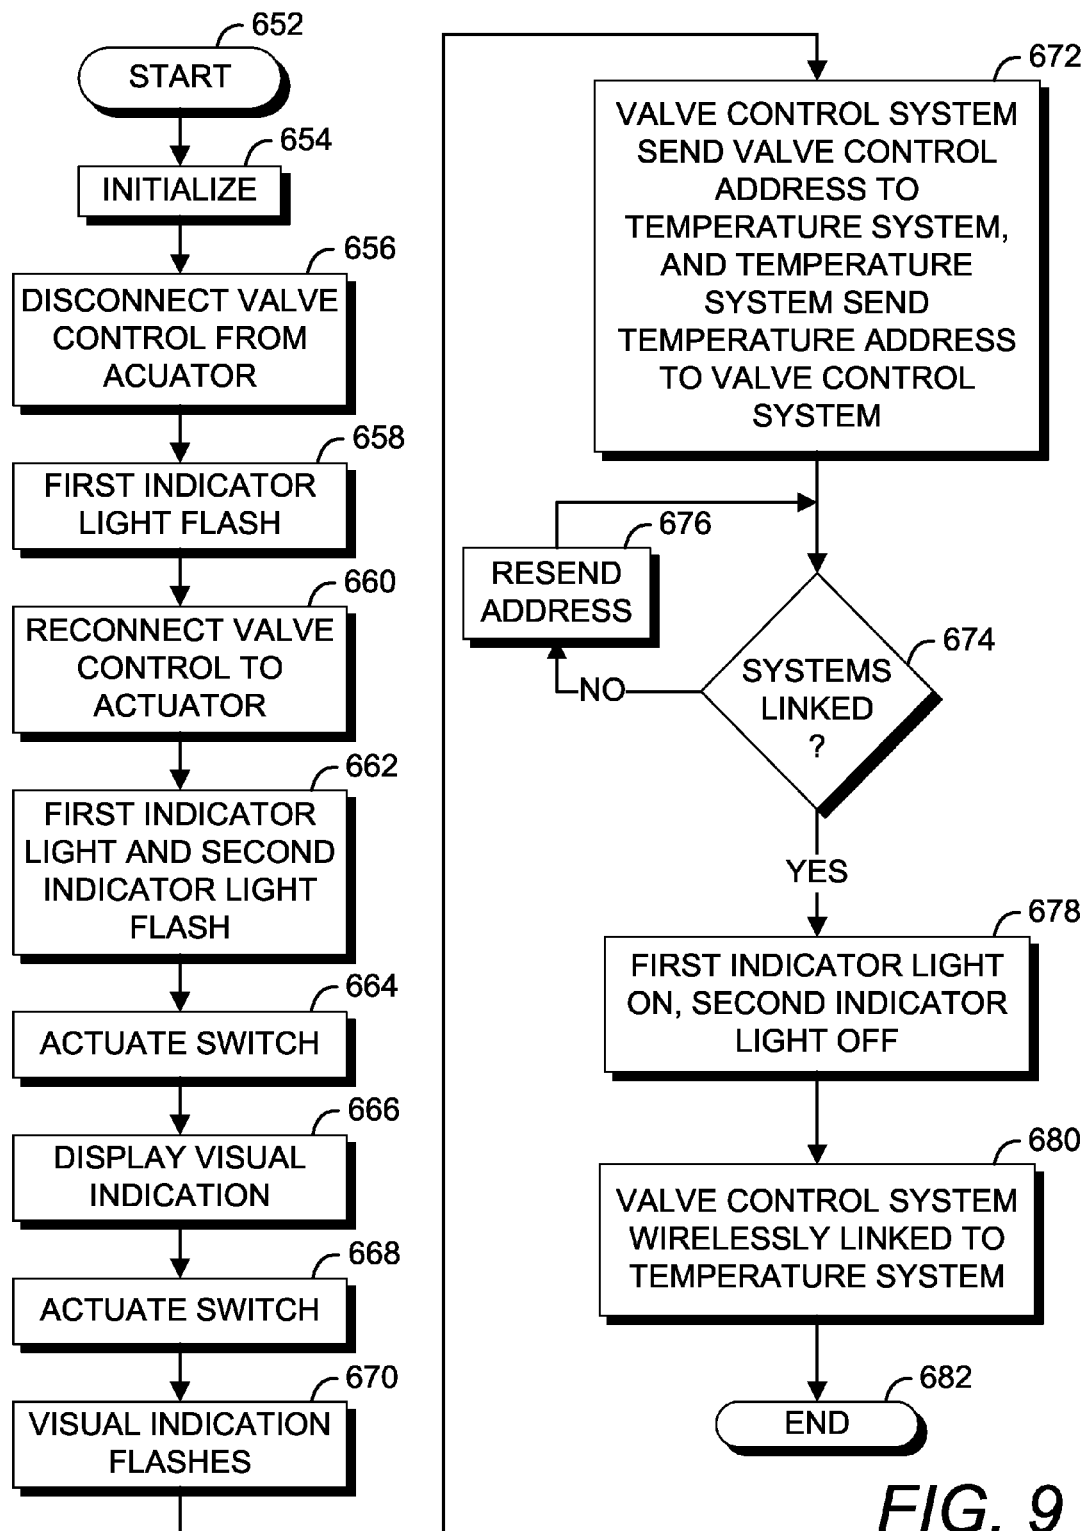 652
START
654
INITIALIZE
656
DISCONNECT VALVE
CONTROL FROM
ACUATOR
658
FIRST INDICATOR
LIGHT FLASH
660
RECONNECT VALVE
CONTROL TO
ACTUATOR
662
FIRST INDICATOR
LIGHT AND SECOND
INDICATOR LIGHT
FLASH
664
ACTUATE SWITCH
666
DISPLAY VISUAL
INDICATION
668
ACTUATE SWITCH
670
VISUAL INDICATION
FLASHES
672
VALVE CONTROL SYSTEM
SEND VALVE CONTROL
ADDRESS TO
TEMPERATURE SYSTEM,
AND TEMPERATURE
SYSTEM SEND
TEMPERATURE ADDRESS
TO VALVE CONTROL
SYSTEM
676
RESEND
ADDRESS
674
SYSTEMS
LINKED
?
NO
YES
678
FIRST INDICATOR LIGHT
ON, SECOND INDICATOR
LIGHT OFF
680
VALVE CONTROL SYSTEM
WIRELESSLY LINKED TO
TEMPERATURE SYSTEM
682
END
FIG. 9